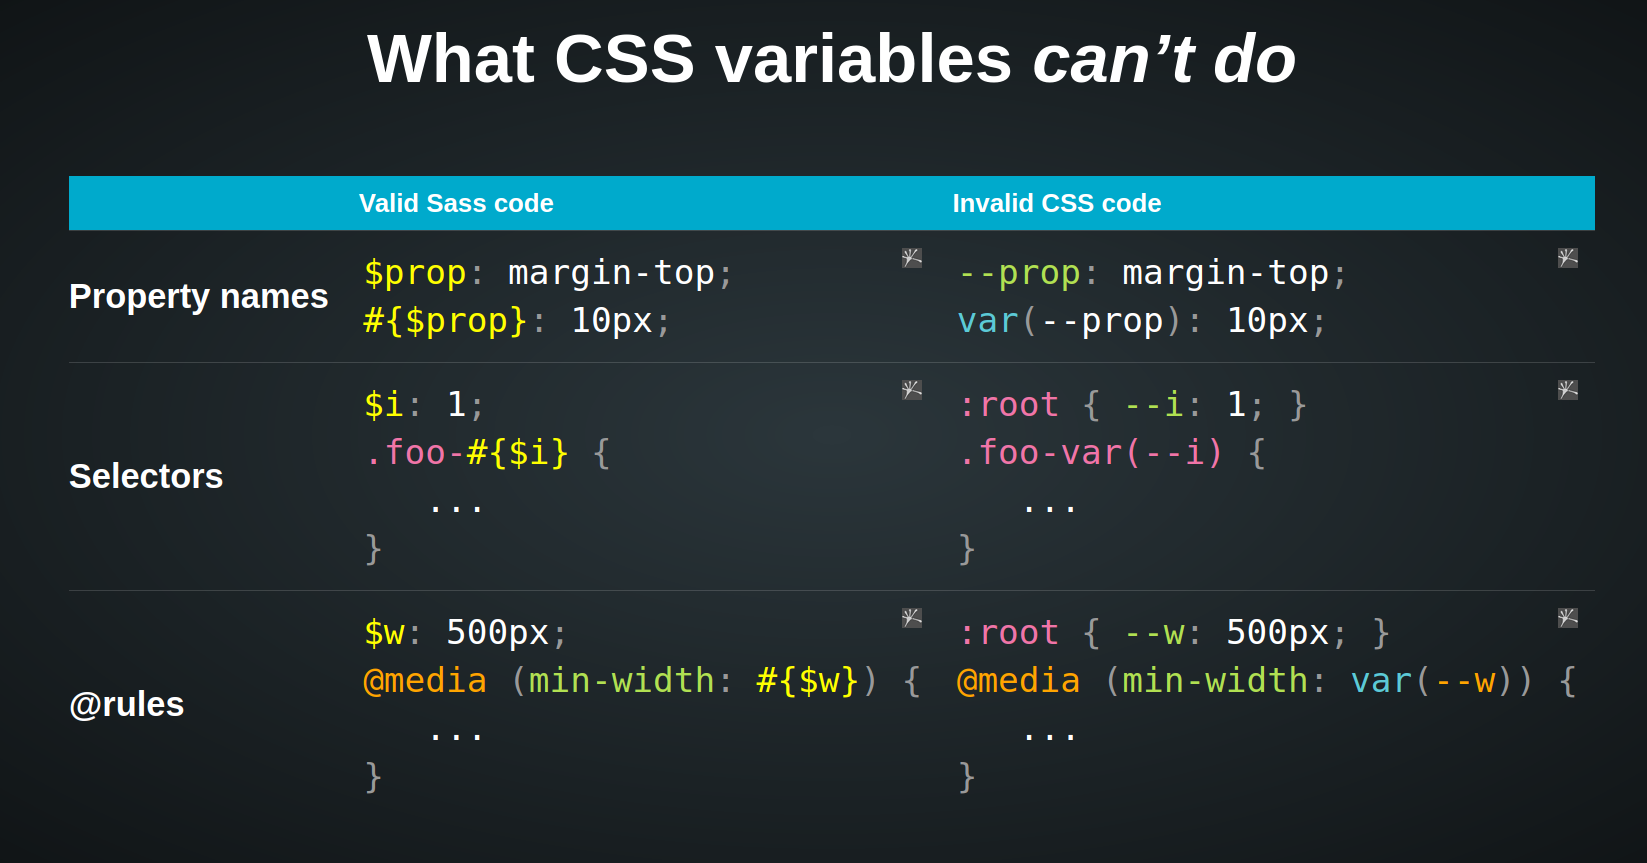 What CSS variables can’t do
Valid Sass code
Invalid CSS code
Property names
$prop: margin-top;
#{$prop}: 10px;
--prop: margin-top;
var(--prop): 10px;
Selectors
$i: 1;
.foo-#{$i} {
...
}
:root { --i: 1; }
.foo-var(--i) {
...
}
@rules
$w: 500px;
@media (min-width: #{$w}) {
...
}
:root { --w: 500px; }
@media (min-width: var(--w)) {
...
}